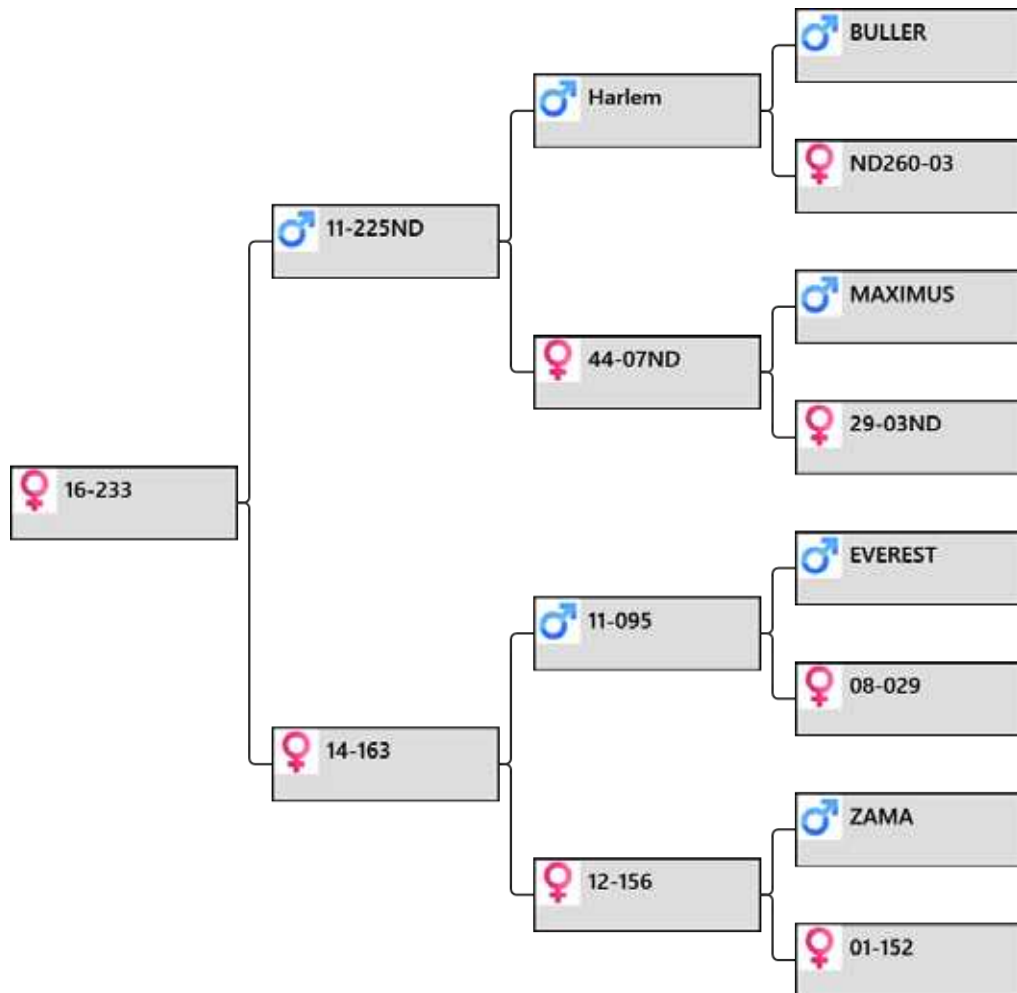 BULLER
Harlem
ND260-03
11-225ND
MAXIMUS
44-07ND
29-03ND
16-233
EVEREST
11-095
08-029
14-163
ZAMA
12-156
01-152